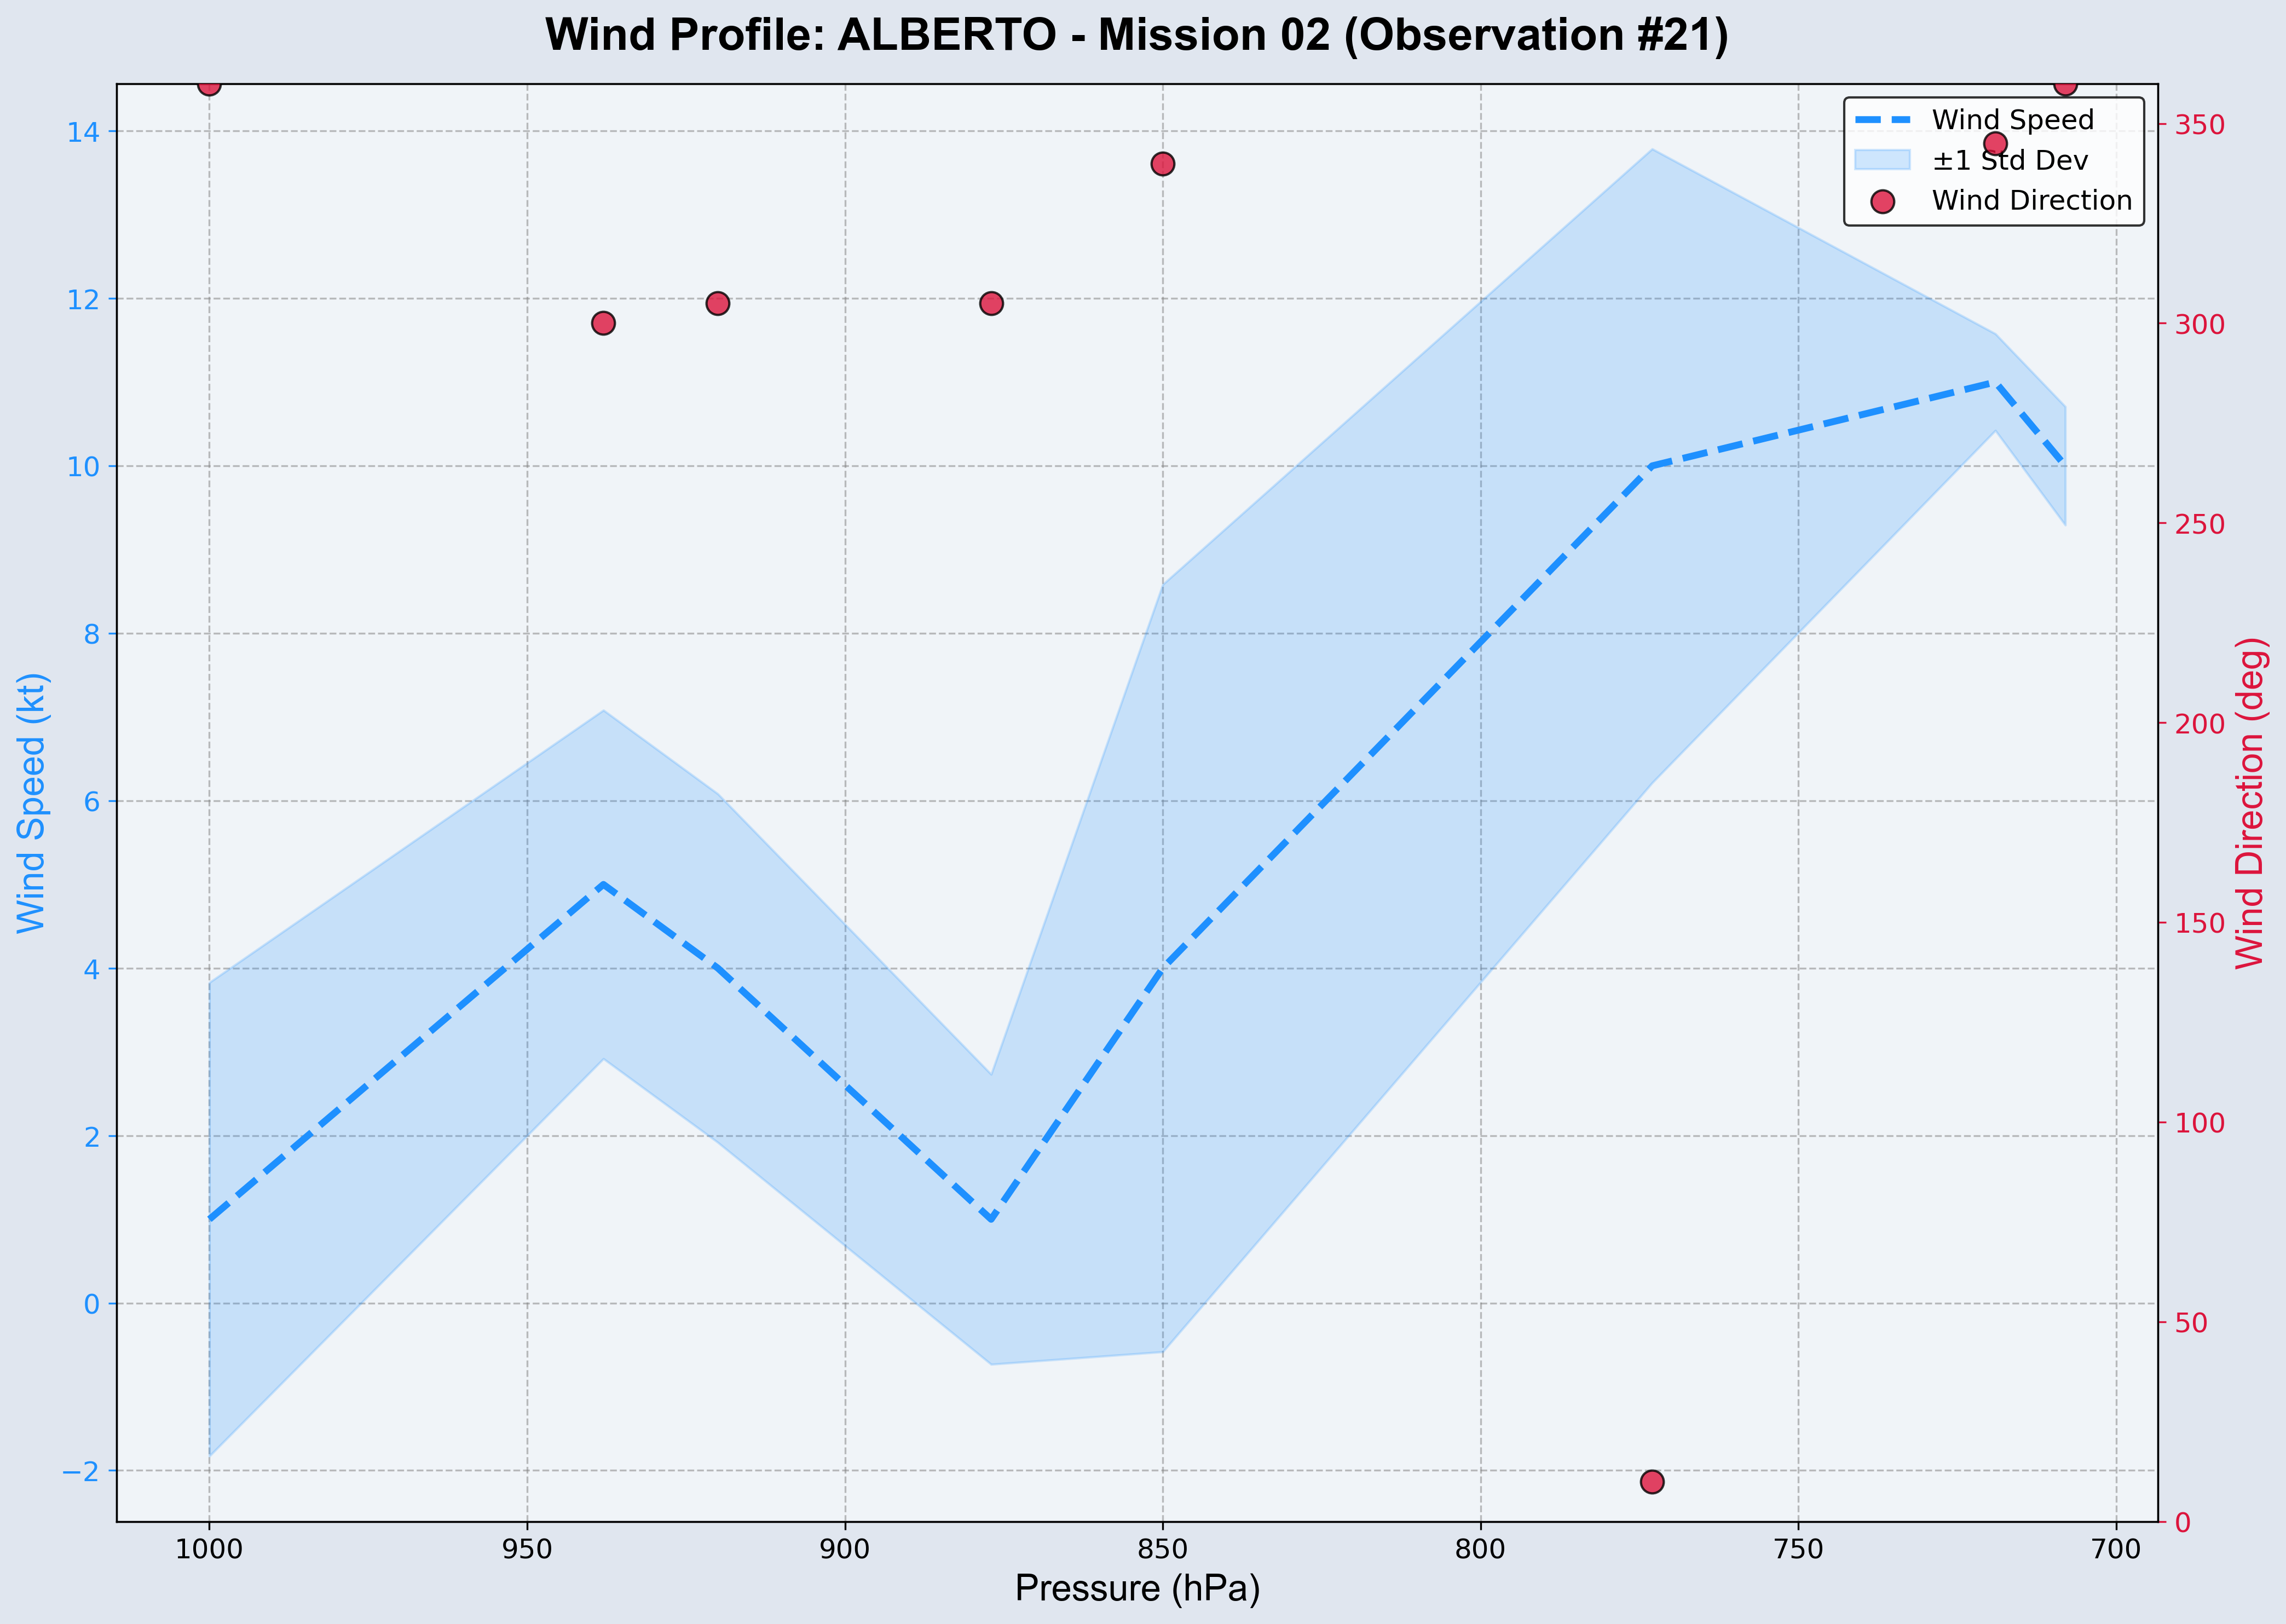 Wind Profile: ALBERTO - Mission 02 (Observation #21)
14
12
10
8
6
4
2
0
−2
Wind Speed (kt)
Wind Speed
±1 Std Dev
Wind Direction
350
300
250
200
150
100
50
0
Wind Direction (deg)
1000 950 900 850 800 750 700
Pressure (hPa)